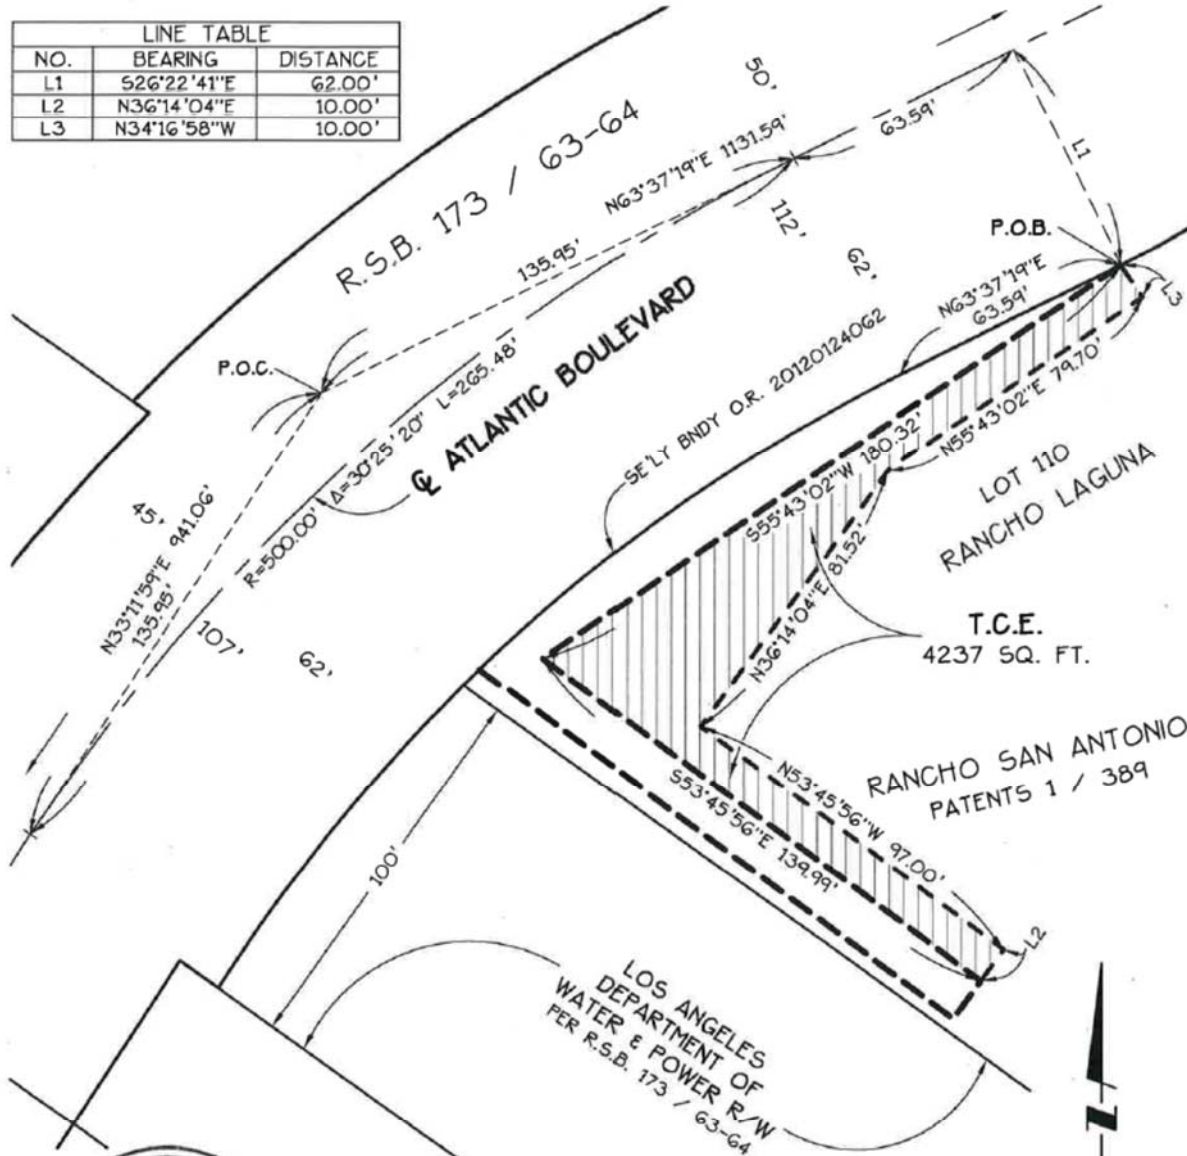 LINE TABLE
NO. BEARING DISTANCE
L1 S26°22'41"E 62.00'
L2 N36°14'04"E 10.00'
L3 N34°16'58"W 10.00'
R.S.B. 173 / 63-64
50'
N63°37'19"E 1131.59'
63.59'
L1
135.95'
112'
62'
P.O.B.
N63°37'19"E
63.59'
L3
P.O.C.
Δ=30°25'20" L=265.48'
R=500.00'
℄ ATLANTIC BOULEVARD
SE'LY BNDY O.R. 20120124062
S55°43'02"W 180.32'
N55°43'02"E 79.70'
LOT 110
RANCHO LAGUNA
45'
N33°11'59"E 941.06'
135.95'
107'
62'
N36°14'04"E 81.52'
T.C.E.
4237 SQ. FT.
RANCHO SAN ANTONIO
PATENTS 1 / 389
N53°45'56"W 97.00'
S53°45'56"E 139.99'
L2
100'
LOS ANGELES
DEPARTMENT OF
WATER & POWER R/W
PER R.S.B. 173 / 63-64
N